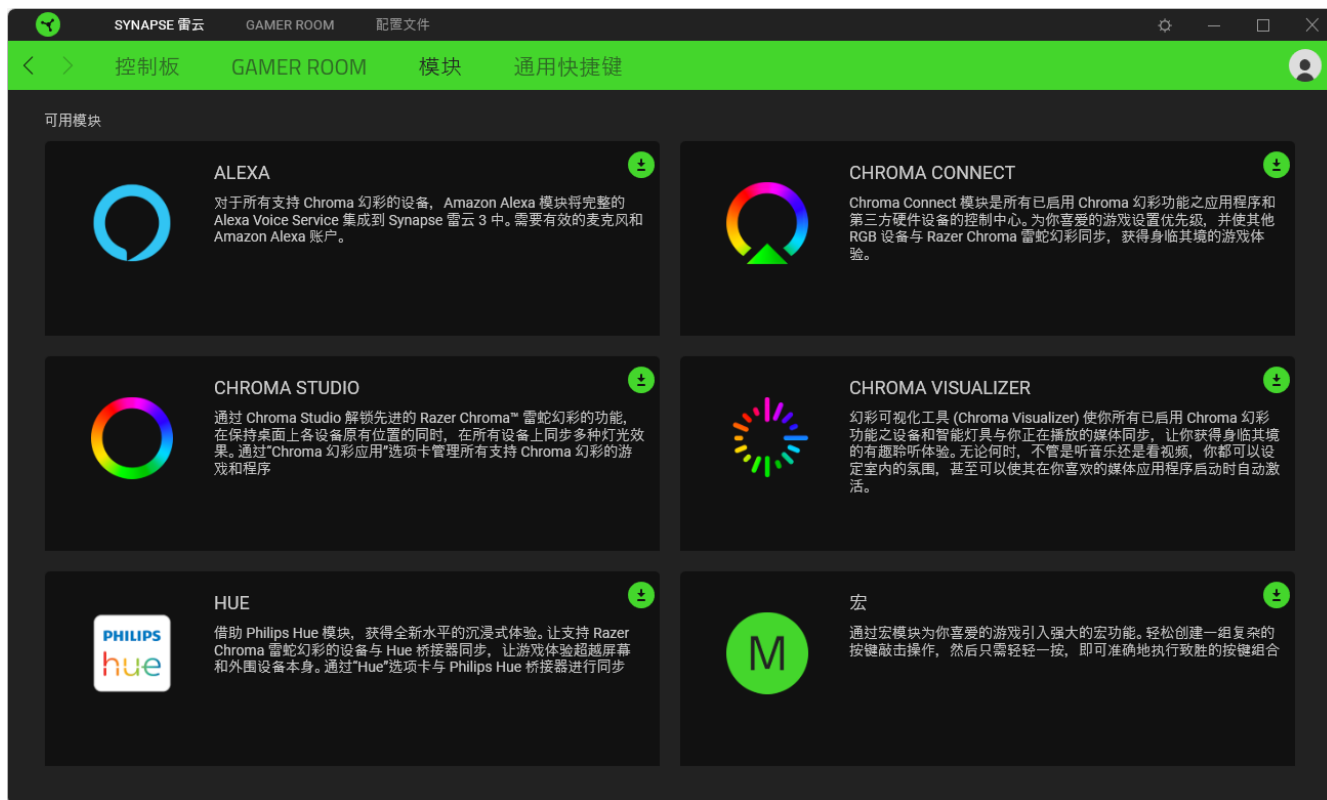 SYNAPSE 雷云 GAMER ROOM 配置文件
控制板 GAMER ROOM 模块 通用快捷键
可用模块
ALEXA
对于所有支持 Chroma 幻彩的设备，Amazon Alexa 模块将完整的
Alexa Voice Service 集成到 Synapse 雷云 3 中。需要有效的麦克风和
Amazon Alexa 账户。
CHROMA CONNECT
Chroma Connect 模块是所有已启用 Chroma 幻彩功能之应用程序和
第三方硬件设备的控制中心。为你喜爱的游戏设置优先级，并使其他
RGB 设备与 Razer Chroma 雷蛇幻彩同步，获得身临其境的游戏体
验。
CHROMA STUDIO
通过 Chroma Studio 解锁先进的 Razer Chroma™ 雷蛇幻彩的功能，
在保持桌面上各设备原有位置的同时，在所有设备上同步多种灯光效
果。通过“Chroma 幻彩应用”选项卡管理所有支持 Chroma 幻彩的游
戏和程序
CHROMA VISUALIZER
幻彩可视化工具 (Chroma Visualizer) 使你所有已启用 Chroma 幻彩
功能之设备和智能灯具与你正在播放的媒体同步，让你获得身临其境
的有趣聆听体验。无论何时，不管是听音乐还是看视频，你都可以设
定室内的氛围，甚至可以使其在你喜欢的媒体应用程序启动时自动激
活。
PHILIPS
hue
HUE
借助 Philips Hue 模块，获得全新水平的沉浸式体验。让支持 Razer
Chroma 雷蛇幻彩的设备与 Hue 桥接器同步，让游戏体验超越屏幕
和外围设备本身。通过“Hue”选项卡与 Philips Hue 桥接器进行同步
M
宏
通过宏模块为你喜爱的游戏引入强大的宏功能。轻松创建一组复杂的
按键敲击操作，然后只需轻轻一按，即可准确地执行致胜的按键组合